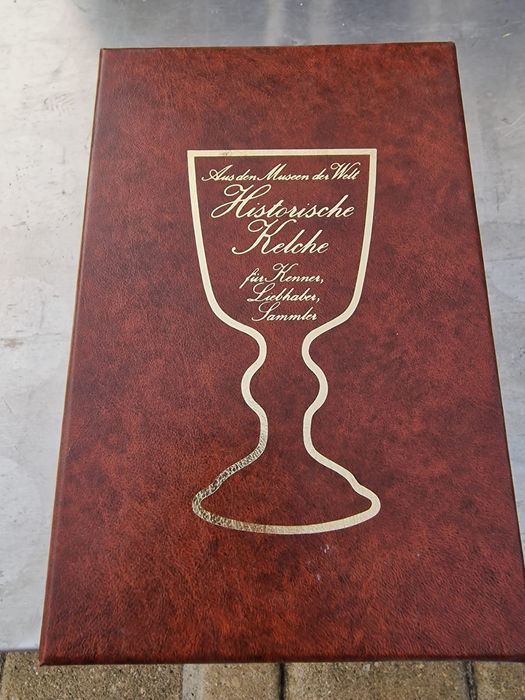 Aus den Museen der Welt
Historische
Kelche
für Kenner,
Liebhaber,
Sammler